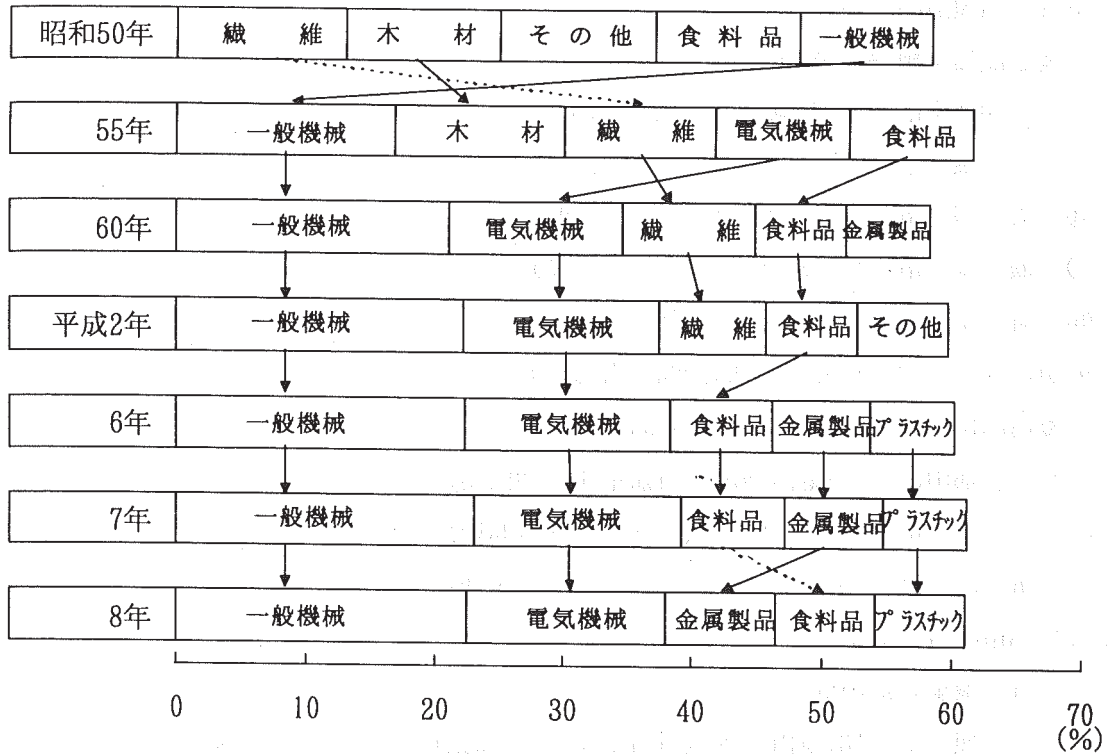 昭和50年 繊維 木材 その他 食料品 一般機械
55年 一般機械 木材 繊維 電気機械 食料品
60年 一般機械 電気機械 繊維 食料品 金属製品
平成2年 一般機械 電気機械 繊維 食料品 その他
6年 一般機械 電気機械 食料品 金属製品 プラスチック
7年 一般機械 電気機械 食料品 金属製品 プラスチック
8年 一般機械 電気機械 金属製品 食料品 プラスチック
0 10 20 30 40 50 60 70
(%)